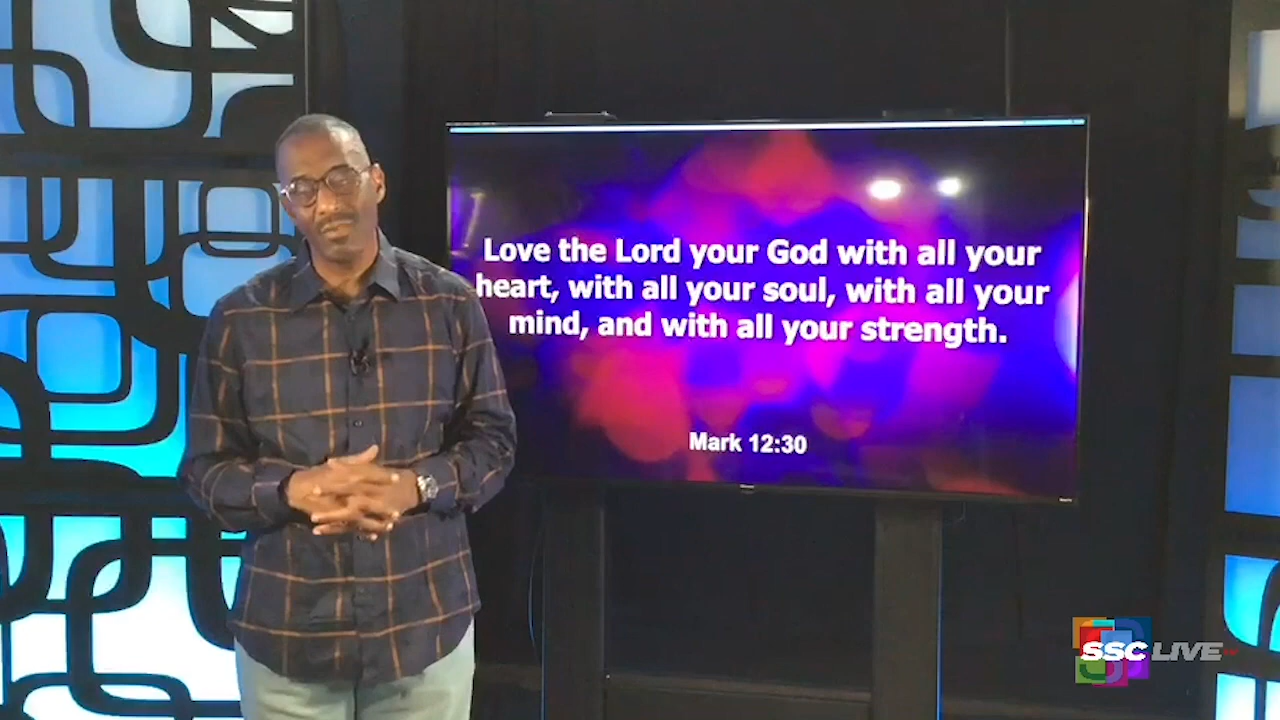 Love the Lord your God with all your
heart, with all your soul, with all your
mind, and with all your strength.
Mark 12:30
SSC LIVE